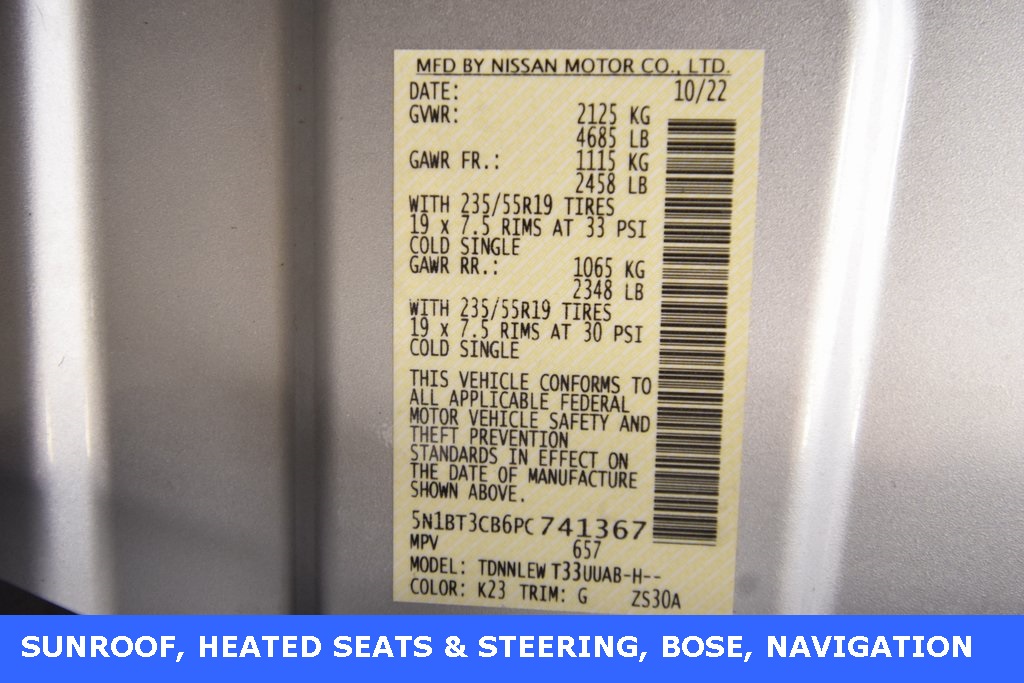 MFD BY NISSAN MOTOR CO., LTD.
DATE: 10/22
GVWR: 2125 KG
4685 LB
GAWR FR.: 1115 KG
2458 LB
WITH 235/55R19 TIRES
19 x 7.5 RIMS AT 33 PSI
COLD SINGLE
GAWR RR.: 1065 KG
2348 LB
WITH 235/55R19 TIRES
19 x 7.5 RIMS AT 30 PSI
COLD SINGLE
THIS VEHICLE CONFORMS TO
ALL APPLICABLE FEDERAL
MOTOR VEHICLE SAFETY AND
THEFT PREVENTION
STANDARDS IN EFFECT ON
THE DATE OF MANUFACTURE
SHOWN ABOVE.
5N1BT3CB6PC 741367
MPV 657
MODEL: TDNNLEW T33UUAB-H--
COLOR: K23 TRIM: G ZS30A
SUNROOF, HEATED SEATS & STEERING, BOSE, NAVIGATION